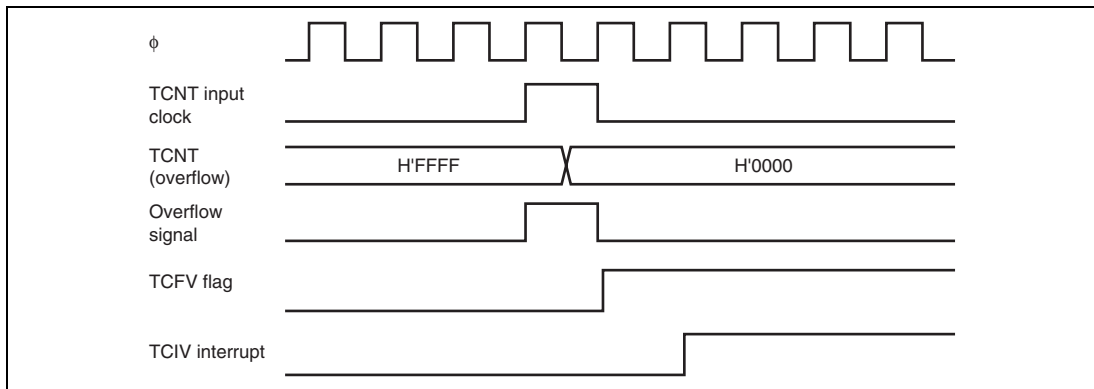 ϕ
TCNT input
clock
TCNT
(overflow)
H'FFFF
H'0000
Overflow
signal
TCFV flag
TCIV interrupt